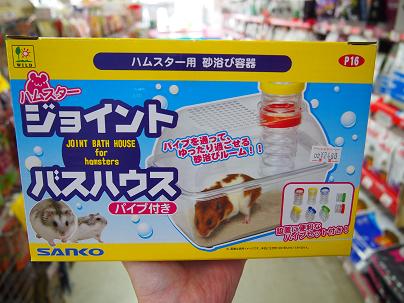 WILD
ハムスター用 砂浴び容器
P16
ハムスター
ジョイント
JOINT BATH HOUSE
for
hamsters
バスハウス
パイプ付き
パイプを通って、
ゆったり過ごせる
砂浴びルーム!!
SANKO